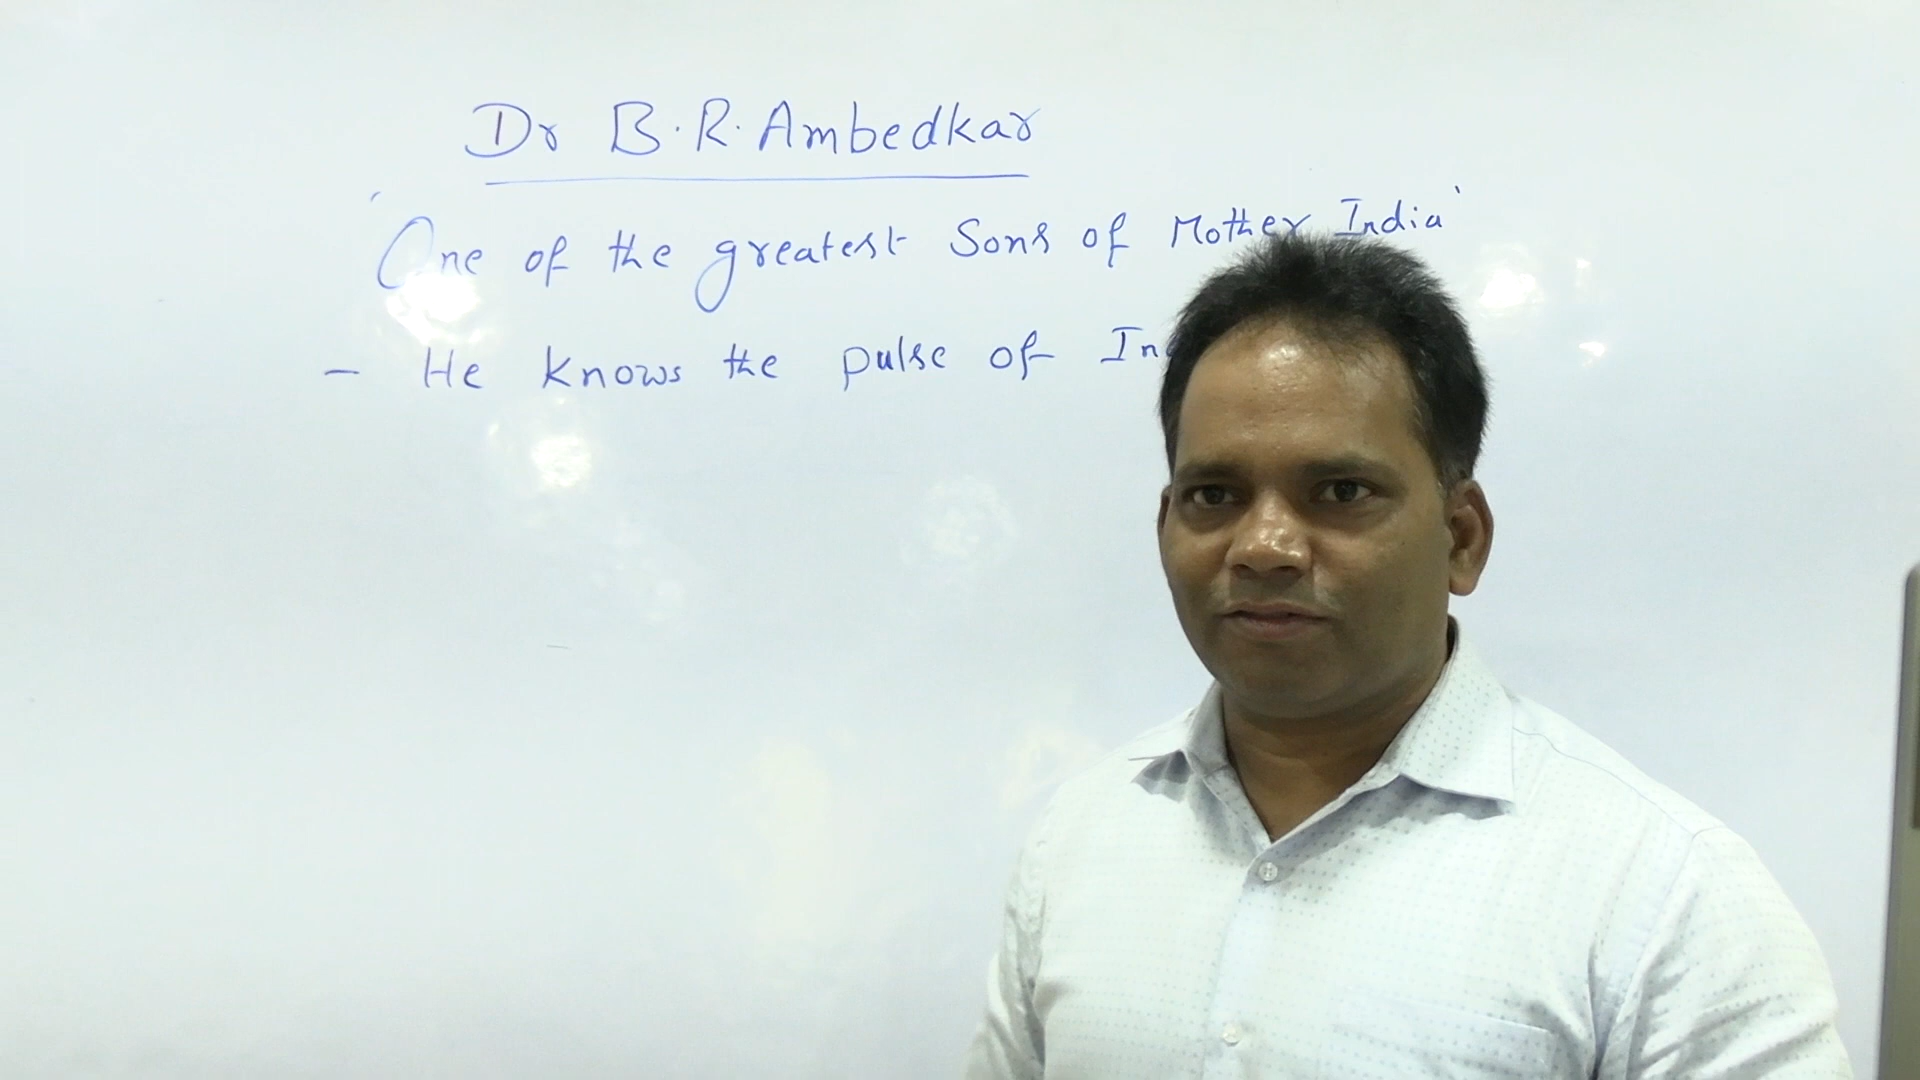 Dr B.R. Ambedkar
'One of the greatest Sons of Mother India'
- He knows the pulse of